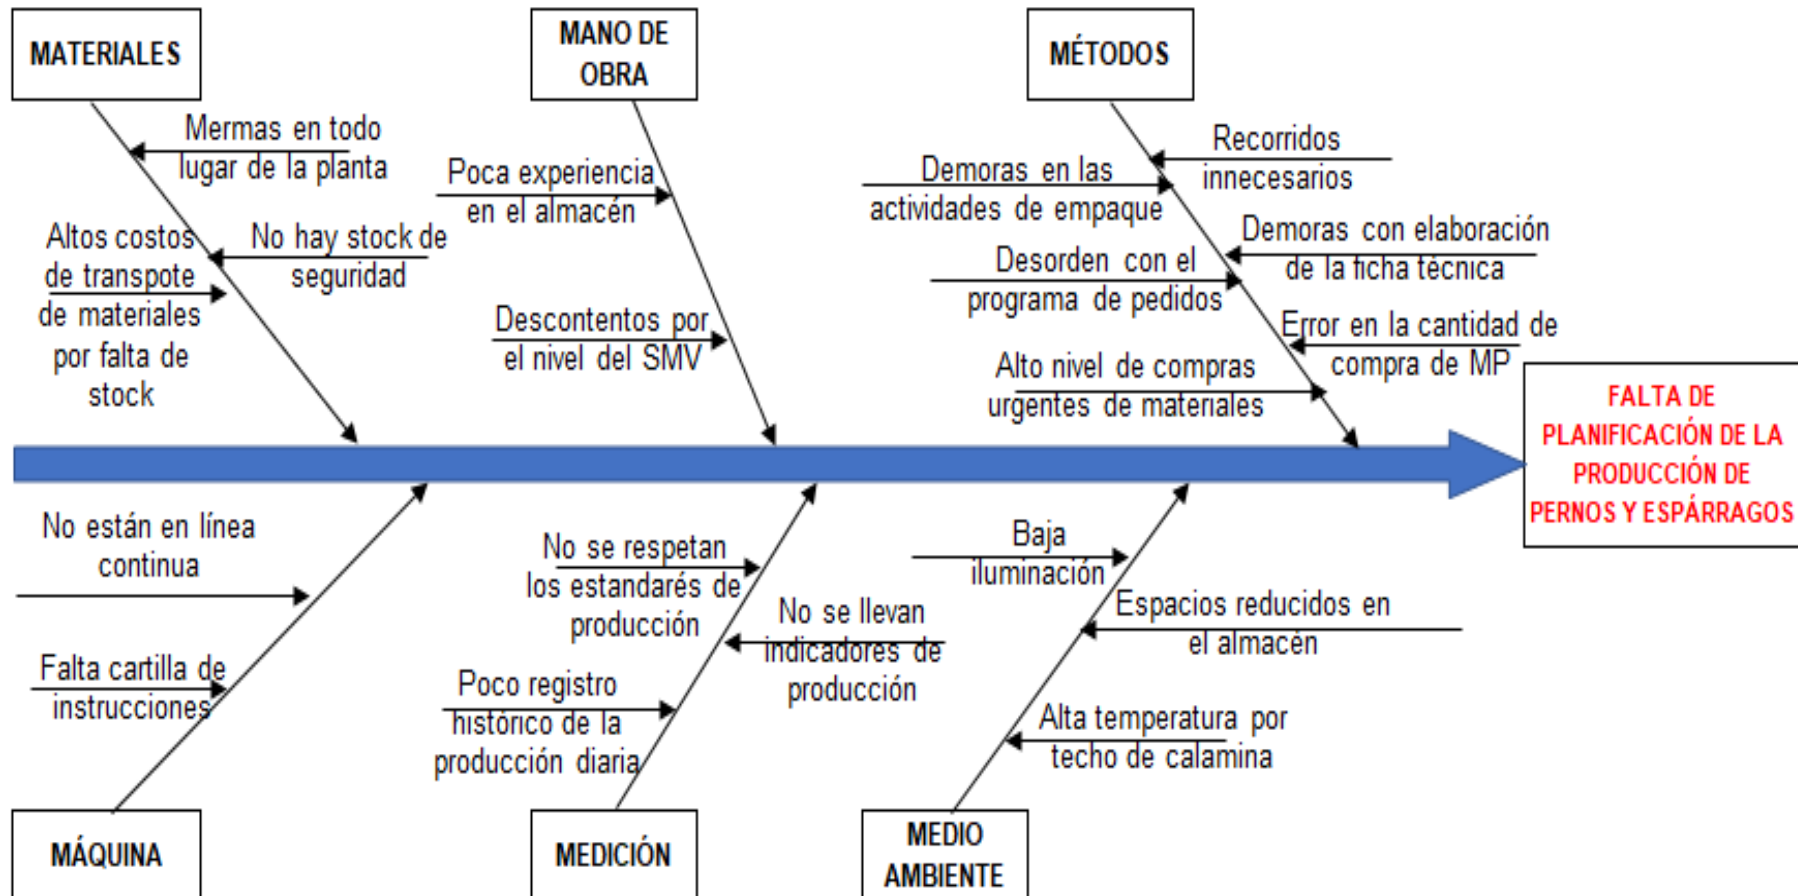 MATERIALES
Mermas en todo
lugar de la planta
Altos costos
de transpote
de materiales
por falta de
stock
No hay stock de
seguridad
MANO DE
OBRA
Poca experiencia
en el almacén
Descontentos por
el nivel del SMV
MÉTODOS
Recorridos
innecesarios
Demoras en las
actividades de empaque
Demoras con elaboración
de la ficha técnica
Desorden con el
programa de pedidos
Error en la cantidad de
compra de MP
Alto nivel de compras
urgentes de materiales
FALTA DE
PLANIFICACIÓN DE LA
PRODUCCIÓN DE
PERNOS Y ESPÁRRAGOS
No están en línea
continua
Falta cartilla de
instrucciones
MÁQUINA
No se respetan
los estandarés de
producción
No se llevan
indicadores de
producción
Poco registro
histórico de la
producción diaria
MEDICIÓN
Baja
iluminación
Espacios reducidos en
el almacén
Alta temperatura por
techo de calamina
MEDIO
AMBIENTE